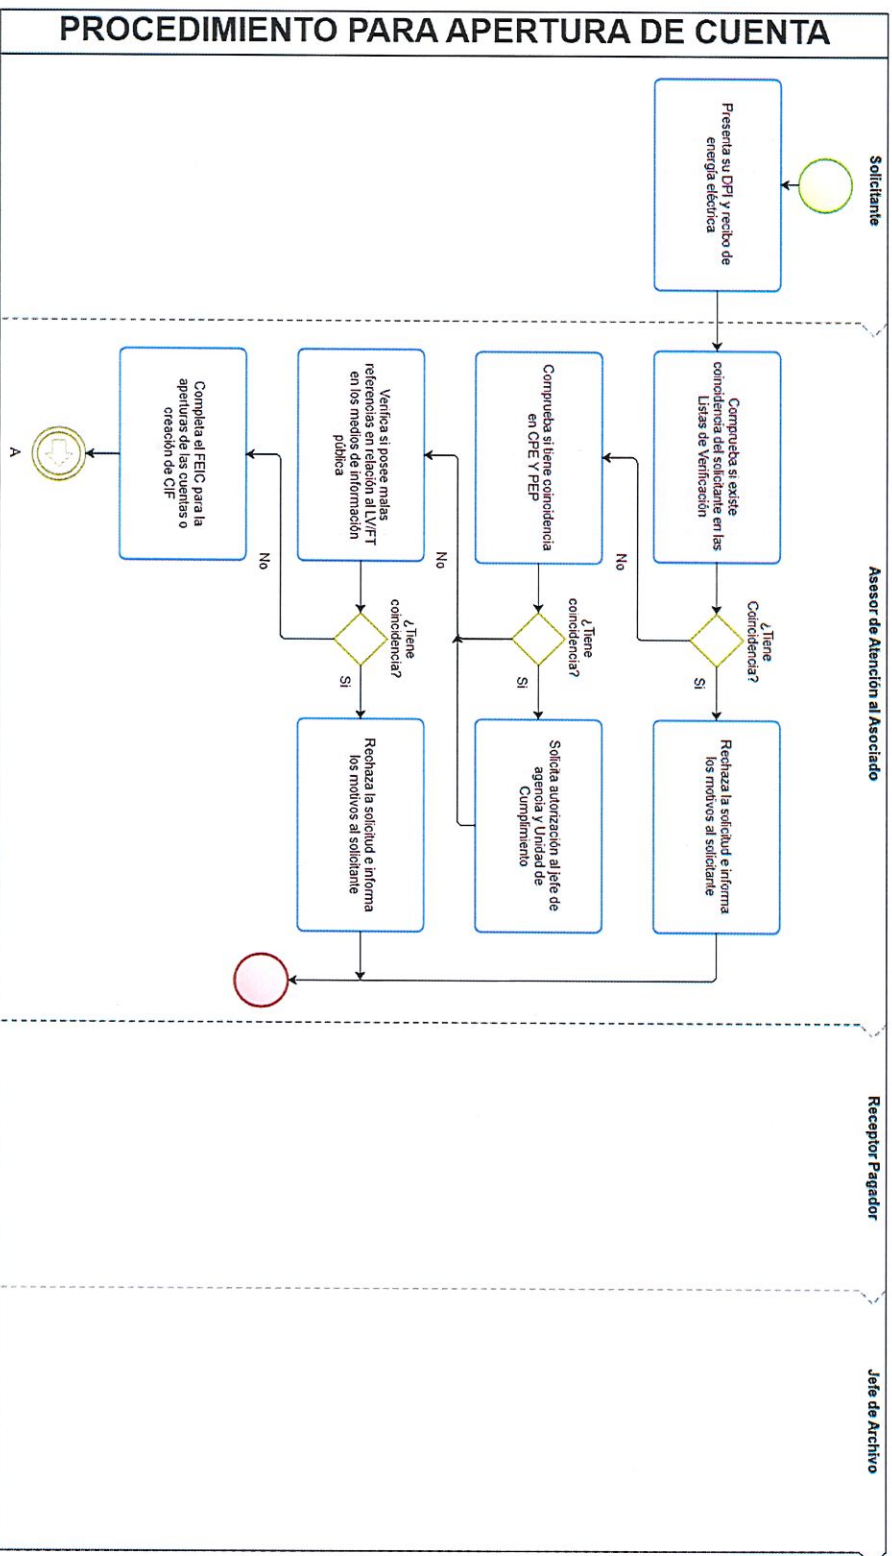 PROCEDIMIENTO PARA APERTURA DE CUENTA
Solicitante
Asesor de Atención al Asociado
Receptor Pagador
Jefe de Archivo
Presenta su DPI y recibo de
energía eléctrica
Comprueba si existe
coincidencia del solicitante en las
Listas de Verificación
¿Tiene
Coincidencia?
Si
Rechaza la solicitud e informa
los motivos al solicitante
No
Comprueba si tiene coincidencia
en CPE Y PEP
¿Tiene
coincidencia?
Si
Solicita autorización al jefe de
agencia y Unidad de
Cumplimiento
No
Verifica si posee malas
referencias en relación al LV/FT
en los medios de información
pública
¿Tiene
coincidencia?
Si
Rechaza la solicitud e informa
los motivos al solicitante
No
Completa el FEIC para la
aperturas de las cuentas o
creación de CIF
A